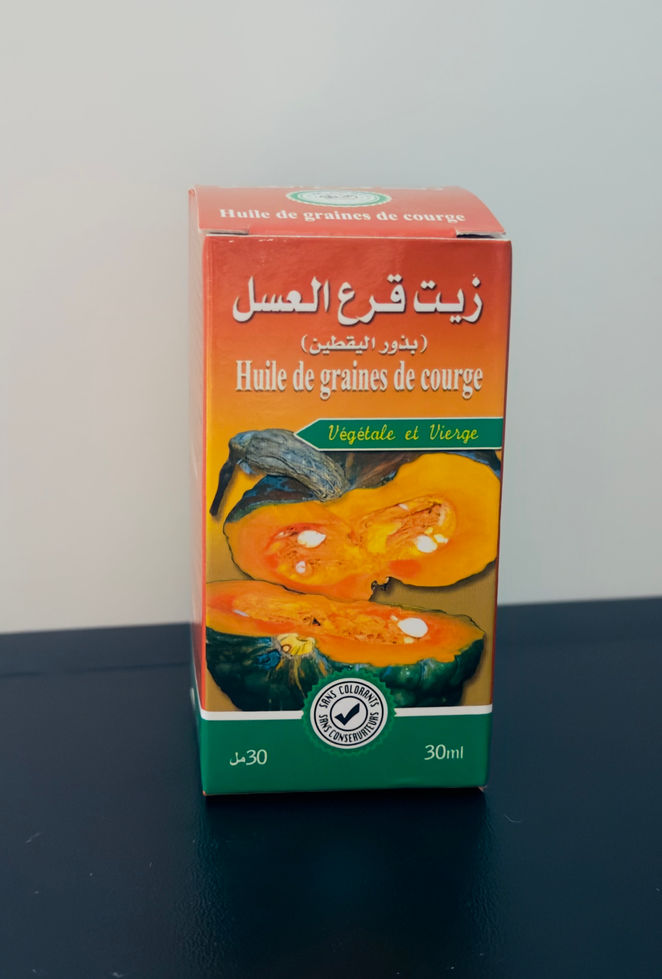 Huile de graines de courge
زيت قرع العسل
(بذور اليقطين)
Huile de graines de courge
Végétale et Vierge
SANS COLORANTS
SANS CONSERVATEURS
30مل
30ml